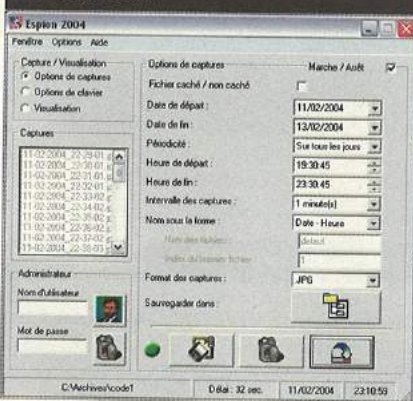 Espion 2004
Fenêtre Options Aide
Capture / Visualisation
Options de captures
Options de clavier
Visualisation
Captures
11-02-2004_22-29-01.g
11-02-2004_22-30-01.g
11-02-2004_22-31-01.g
11-02-2004_22-32-01.g
11-02-2004_22-33-02.g
11-02-2004_22-34-02.g
11-02-2004_22-35-02.g
11-02-2004_22-36-02.g
11-02-2004_22-37-02.g
11-02-2004_22-38-03.g
Administrateur
Nom d'utilisateur
Mot de passe
Options de captures
Marche / Arrêt
Fichier caché / non caché
Date de départ :
11/02/2004
Date de fin :
13/02/2004
Périodicité :
Sur tous les jours
Heure de départ :
19:30:45
Heure de fin :
23:30:45
Intervalle des captures :
1 minute(s)
Nom sous la forme :
Date - Heure
Nom des fichiers :
default
Index du premier fichier
1
Format des captures :
JPG
Sauvegarder dans :
C:\Archives\code1
Délai : 32 sec.
11/02/2004
23:10:59